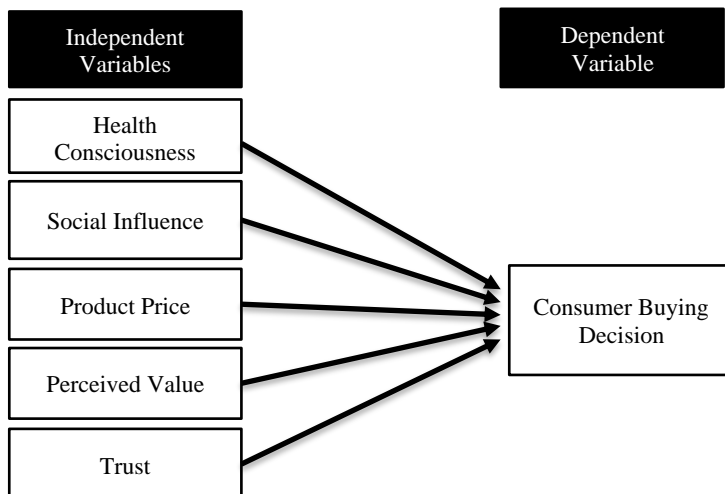 Independent
Variables
Dependent
Variable
Health
Consciousness
Social Influence
Product Price
Consumer Buying
Decision
Perceived Value
Trust